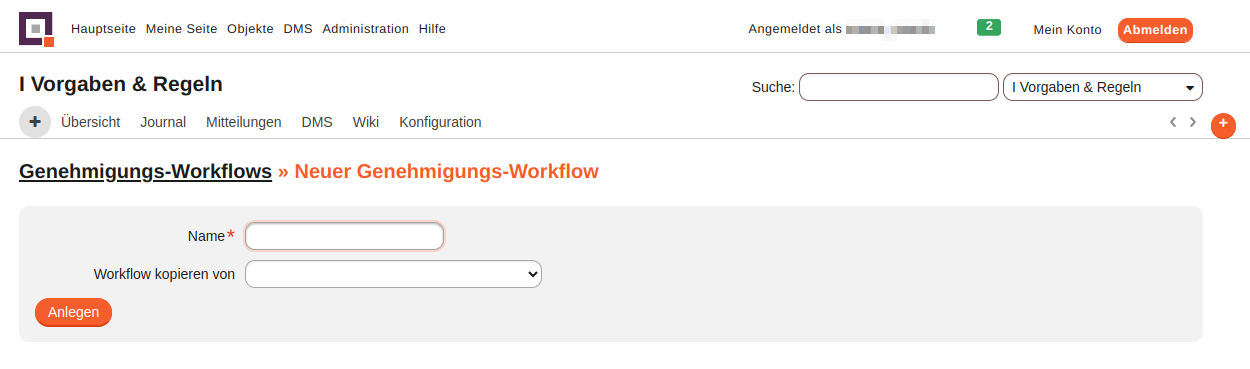 Hauptseite Meine Seite Objekte DMS Administration Hilfe Angemeldet als 2 Mein Konto Abmelden
I Vorgaben & Regeln Suche: I Vorgaben & Regeln
+ Übersicht Journal Mitteilungen DMS Wiki Konfiguration +
Genehmigungs-Workflows » Neuer Genehmigungs-Workflow
Name*
Workflow kopieren von
Anlegen